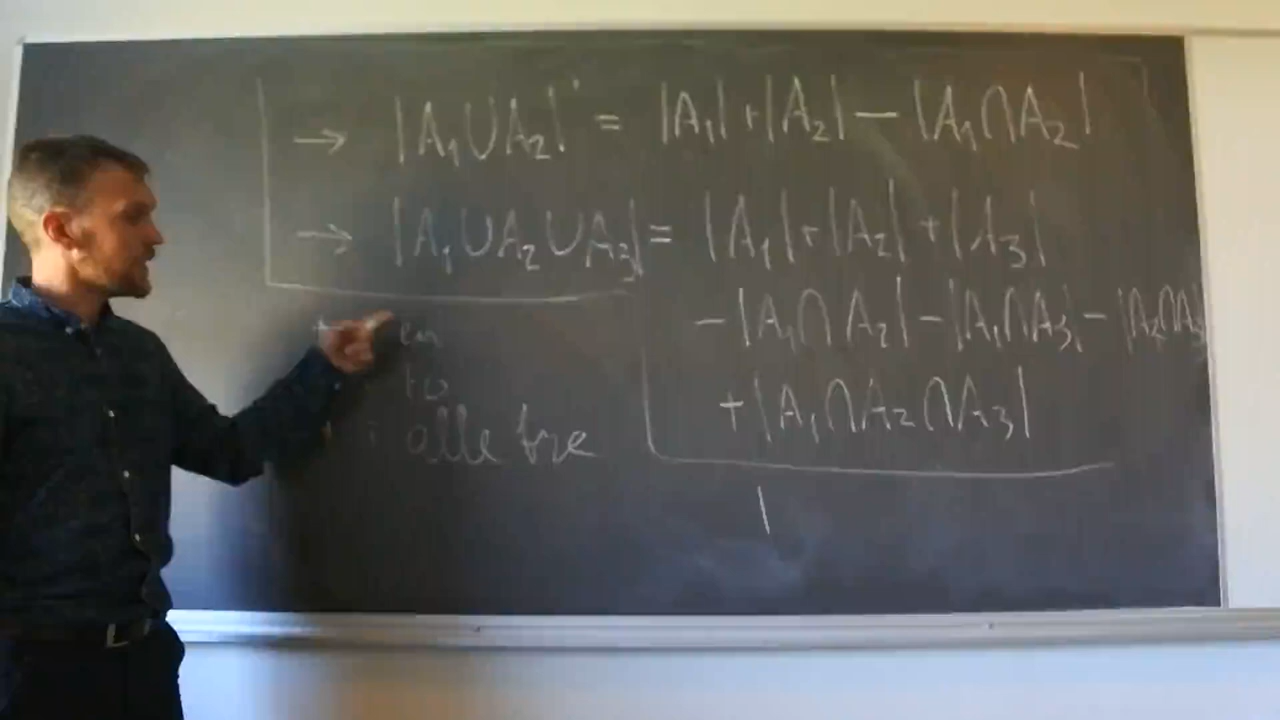 → |A₁∪A₂| = |A₁|+|A₂|−|A₁∩A₂|
→ |A₁∪A₂∪A₃| = |A₁|+|A₂|+|A₃|
−|A₁∩A₂|−|A₁∩A₃|−|A₂∩A₃|
+|A₁∩A₂∩A₃|
+ en
to
+ : alle tre